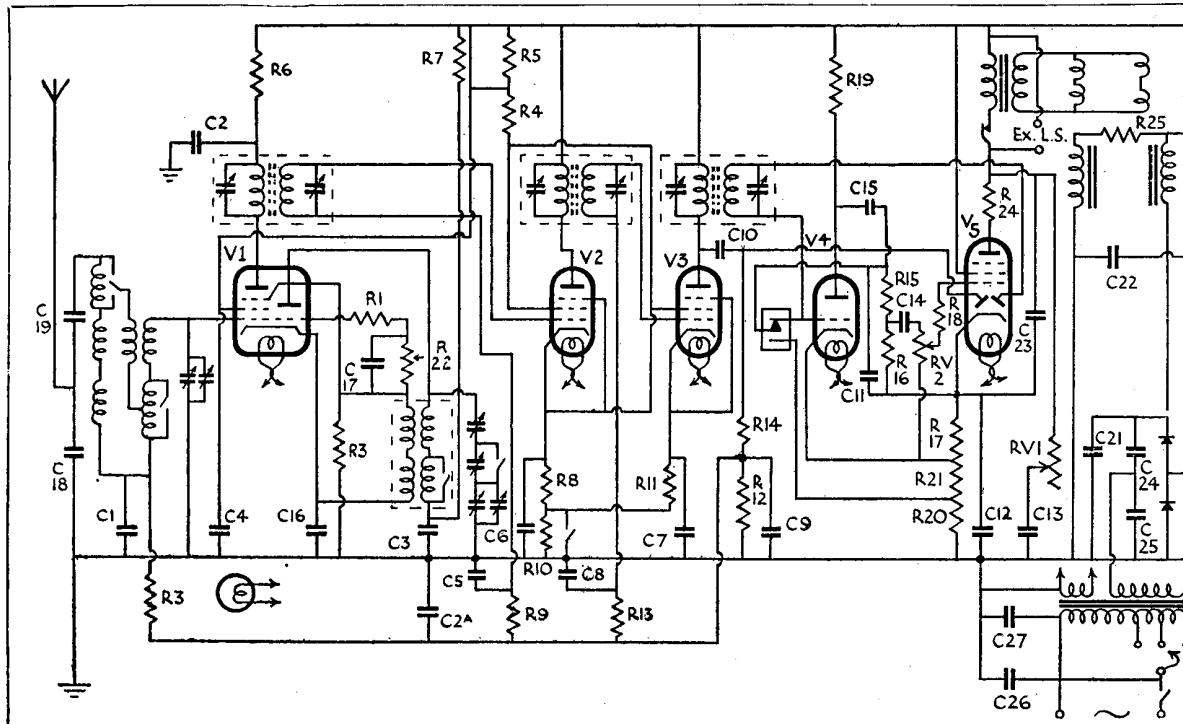 R6
R7
R5
R4
R19
C2
Ex. L.S.
R25
C15
C10
V1
V2
V3
V4
V5
R
24
R1
C
19
R15
C14
R
18
C22
C
17
R
22
R
16
RV
2
C
23
C11
R3
R14
R
17
C
18
R8
R11
R
12
R21
RV1
C21
C
24
C1
C4
C16
C3
C6
C7
C9
R20
C12
C13
C
25
R10
C8
C5
R3
C2A
R9
R13
C27
C26